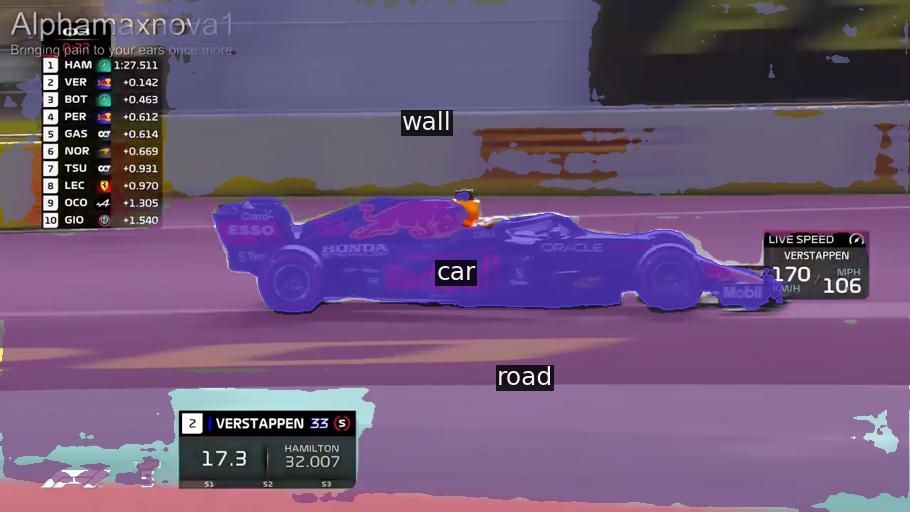 Alphamaxnova1
Bringing pain to your ears once more
1 HAM 1:27.511
2 VER +0.142
3 BOT +0.463
4 PER +0.612
5 GAS +0.614
6 NOR +0.669
7 TSU +0.931
8 LEC +0.970
9 OCO +1.305
10 GIO +1.540
wall
Claro
ESSO
HONDA
ORACLE
car
Mobil
LIVE SPEED
VERSTAPPEN
170 KM/H
MPH 106
road
2 VERSTAPPEN 33 S
17.3
HAMILTON
32.007
S1 S2 S3